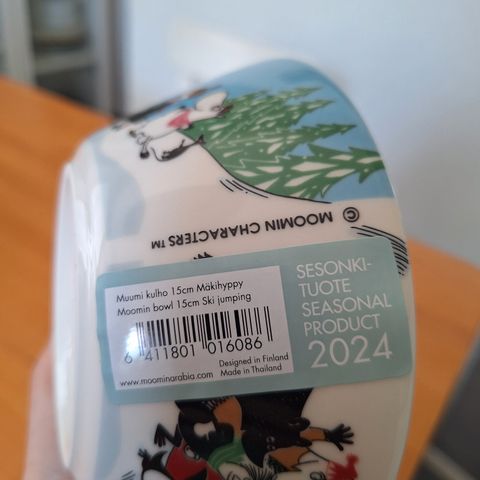 © MOOMIN CHARACTERS ™
Muumi kulho 15cm Mäkihyppy
Moomin bowl 15cm Ski jumping
6 411801 016086
Designed in Finland
www.moominarabia.com Made in Thailand
SESONKI-
TUOTE
SEASONAL
PRODUCT
2024